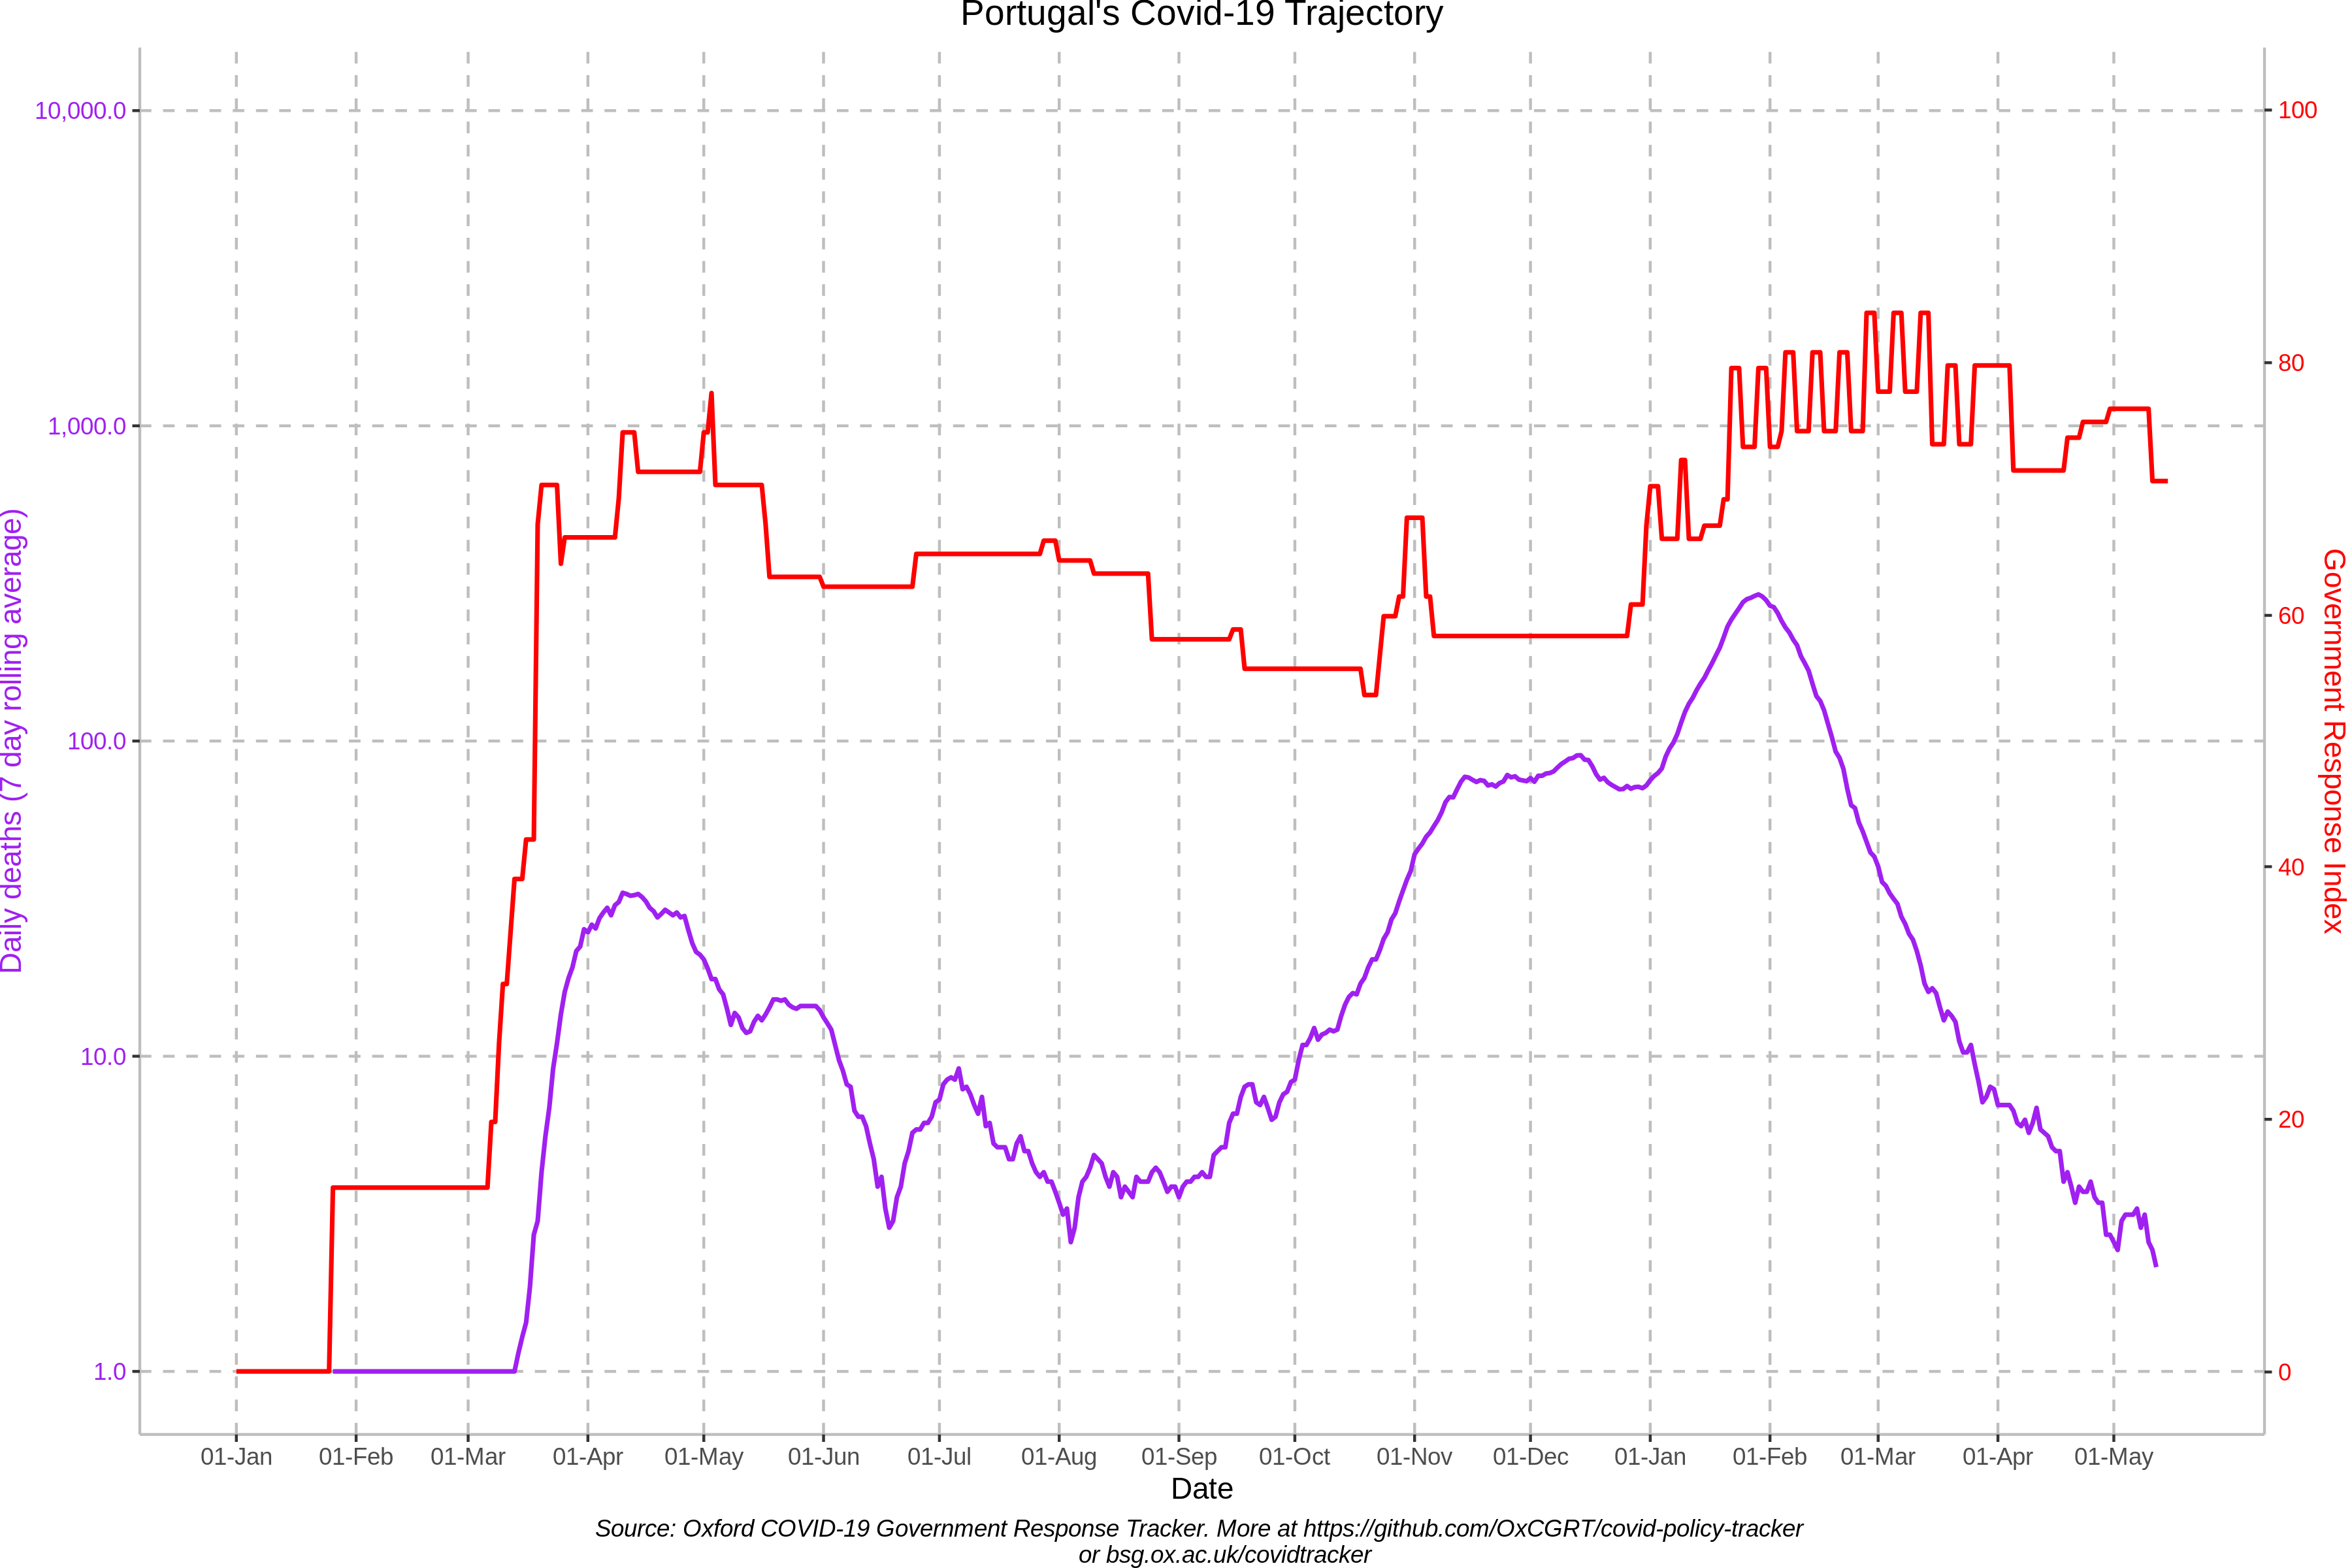 Portugal's Covid-19 Trajectory
10,000.0
1,000.0
100.0
10.0
1.0
Daily deaths (7 day rolling average)
100
80
60
40
20
0
Government Response Index
01-Jan 01-Feb 01-Mar 01-Apr 01-May 01-Jun 01-Jul 01-Aug 01-Sep 01-Oct 01-Nov 01-Dec 01-Jan 01-Feb 01-Mar 01-Apr 01-May
Date
Source: Oxford COVID-19 Government Response Tracker. More at https://github.com/OxCGRT/covid-policy-tracker
or bsg.ox.ac.uk/covidtracker